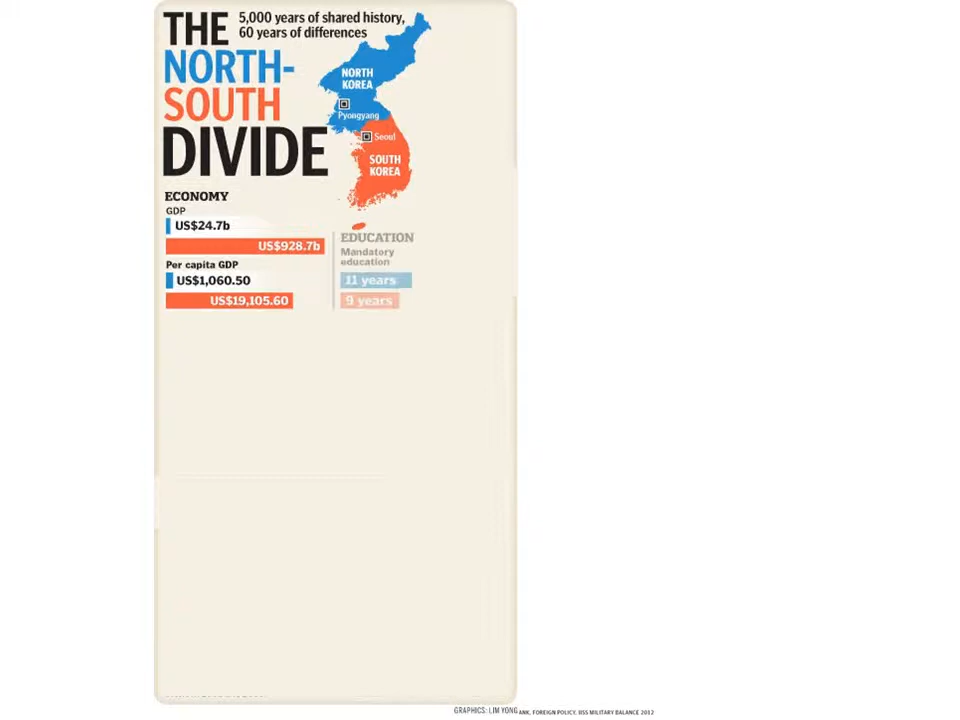 THE
5,000 years of shared history,
60 years of differences
NORTH-
SOUTH
DIVIDE
NORTH
KOREA
Pyongyang
Seoul
SOUTH
KOREA
ECONOMY
GDP
US$24.7b
US$928.7b
Per capita GDP
US$1,060.50
US$19,105.60
EDUCATION
Mandatory
education
11 years
9 years
GRAPHICS: LIM YONG
ANK, FOREIGN POLICY, IISS MILITARY BALANCE 2012